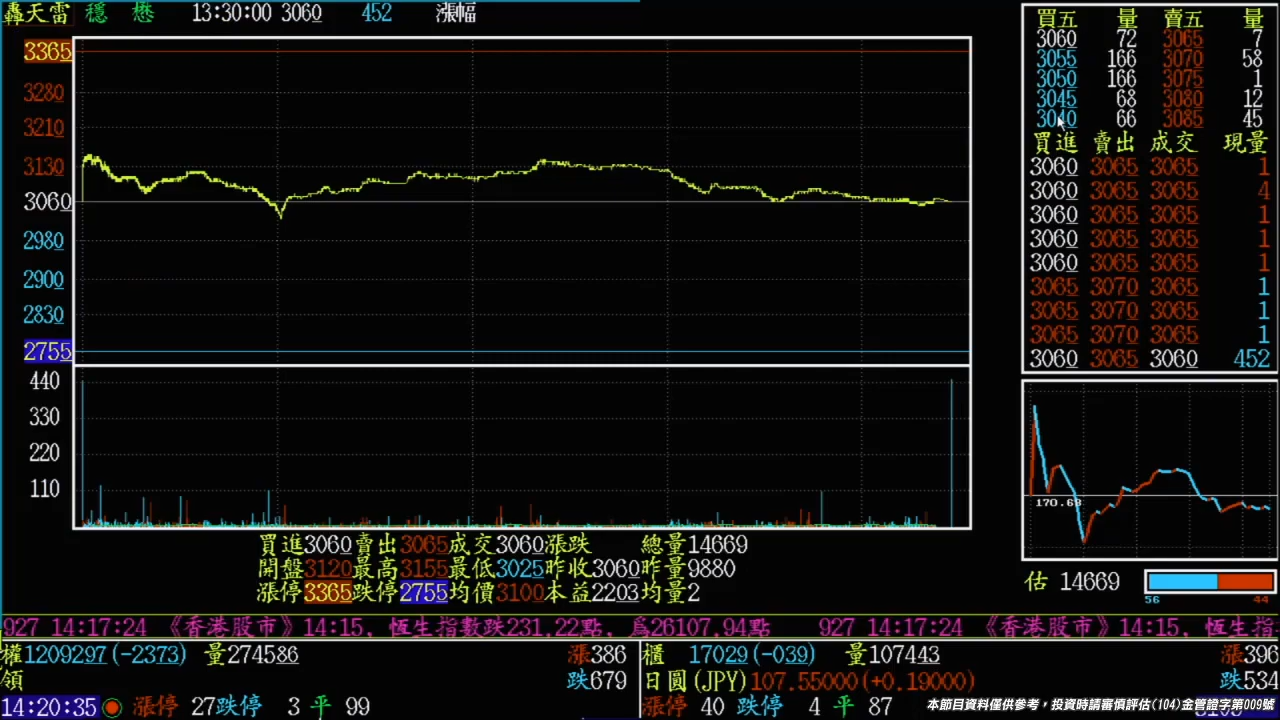 轟天雷 穩 懋 13:30:00 3060 452 漲幅
3365
3280
3210
3130
3060
2980
2900
2830
2755
440
330
220
110
買進3060賣出3065成交3060漲跌 總量14669
開盤3120最高3155最低3025昨收3060昨量9880
漲停3365跌停2755均價3100本益2203均量2
買五 量 賣五 量
3060 72 3065 7
3055 166 3070 58
3050 166 3075 1
3045 68 3080 12
3040 66 3085 45
買進 賣出 成交 現量
3060 3065 3065 1
3060 3065 3065 4
3060 3065 3065 1
3060 3065 3065 1
3060 3065 3065 1
3065 3070 3065 1
3065 3070 3065 1
3065 3070 3065 1
3060 3065 3060 452
170.68
估 14669
56 44
927 14:17:24 《香港股市》14:15, 恆生指數跌231.22點, 為26107.94點 927 14:17:24 《香港股市》14:15, 恆生指
權1209297(-2373) 量274586 漲386
領 跌679
14:20:35 漲停 27跌停 3 平 99
櫃 17029(-039) 量107443 漲396
日圓(JPY)107.55000(+0.19000) 跌534
漲停 40 跌停 4 平 87
本節目資料僅供參考，投資時請審慎評估(104)金管證字第009號